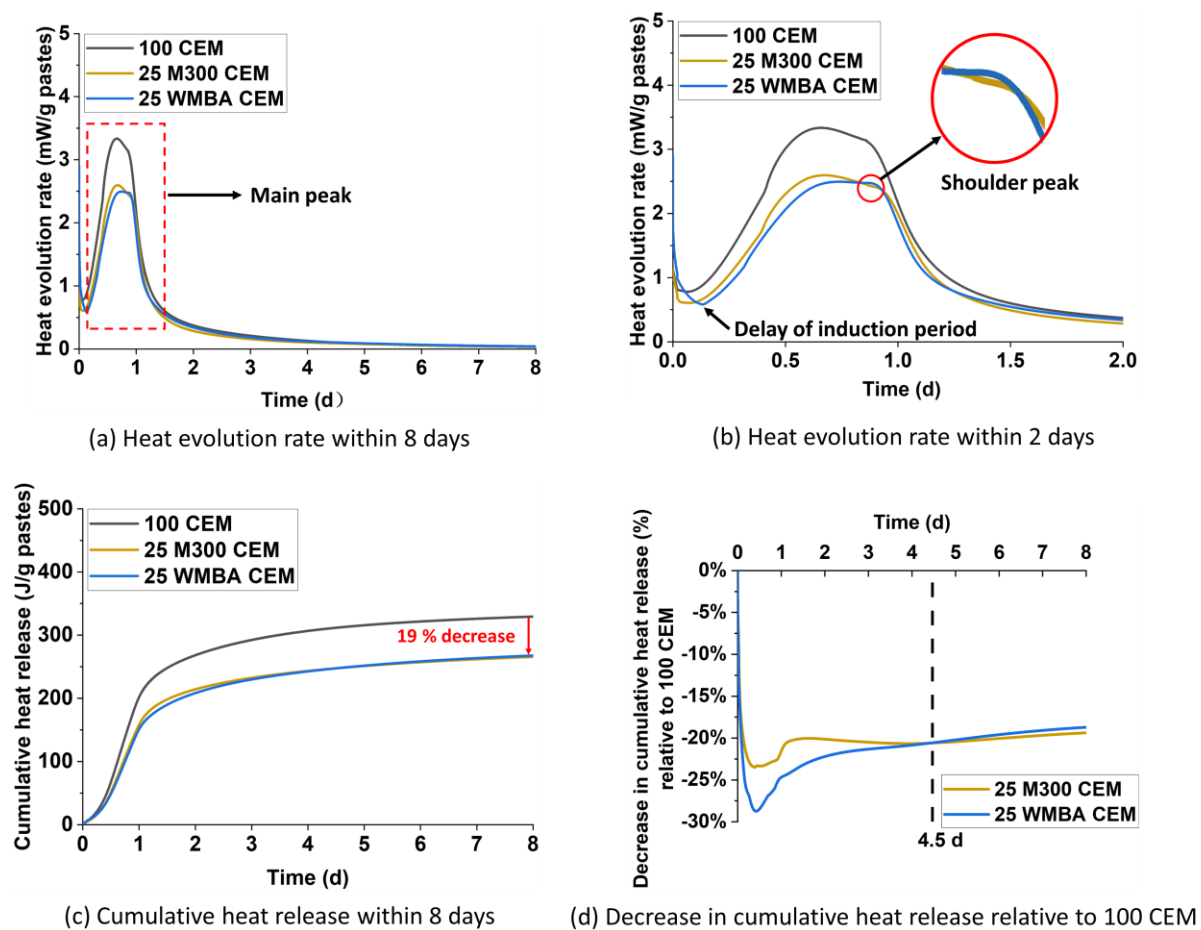 Heat evolution rate (mW/g pastes)
5
4
3
2
1
0
100 CEM
25 M300 CEM
25 WMBA CEM
Main peak
0 1 2 3 4 5 6 7 8
Time (d）
(a) Heat evolution rate within 8 days
Heat evolution rate (mW/g pastes)
5
4
3
2
1
0
100 CEM
25 M300 CEM
25 WMBA CEM
Shoulder peak
Delay of induction period
0.0 0.5 1.0 1.5 2.0
Time (d)
(b) Heat evolution rate within 2 days
Cumulative heat release (J/g pastes)
500
400
300
200
100
0
100 CEM
25 M300 CEM
25 WMBA CEM
19 % decrease
0 1 2 3 4 5 6 7 8
Time (d)
(c) Cumulative heat release within 8 days
Decrease in cumulative heat release (%)
relative to 100 CEM
Time (d)
0 1 2 3 4 5 6 7 8
0%
-5%
-10%
-15%
-20%
-25%
-30%
25 M300 CEM
25 WMBA CEM
4.5 d
(d) Decrease in cumulative heat release relative to 100 CEM